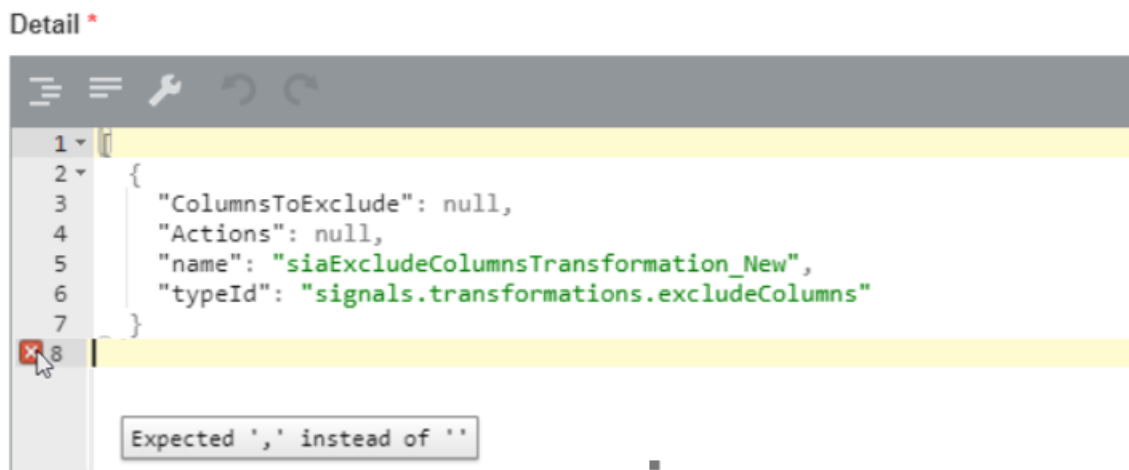 Detail *
1 [
2 {
3 "ColumnsToExclude": null,
4 "Actions": null,
5 "name": "siaExcludeColumnsTransformation_New",
6 "typeId": "signals.transformations.excludeColumns"
7 }
8
Expected ',' instead of ''